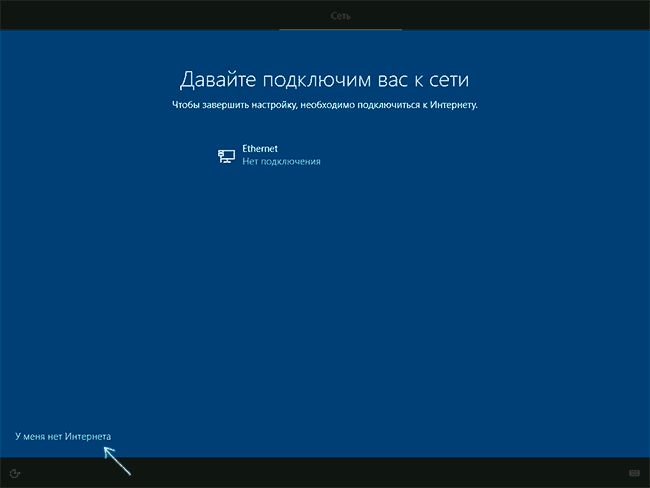 Сеть
Давайте подключим вас к сети
Чтобы завершить настройку, необходимо подключиться к Интернету.
Ethernet
Нет подключения
У меня нет Интернета